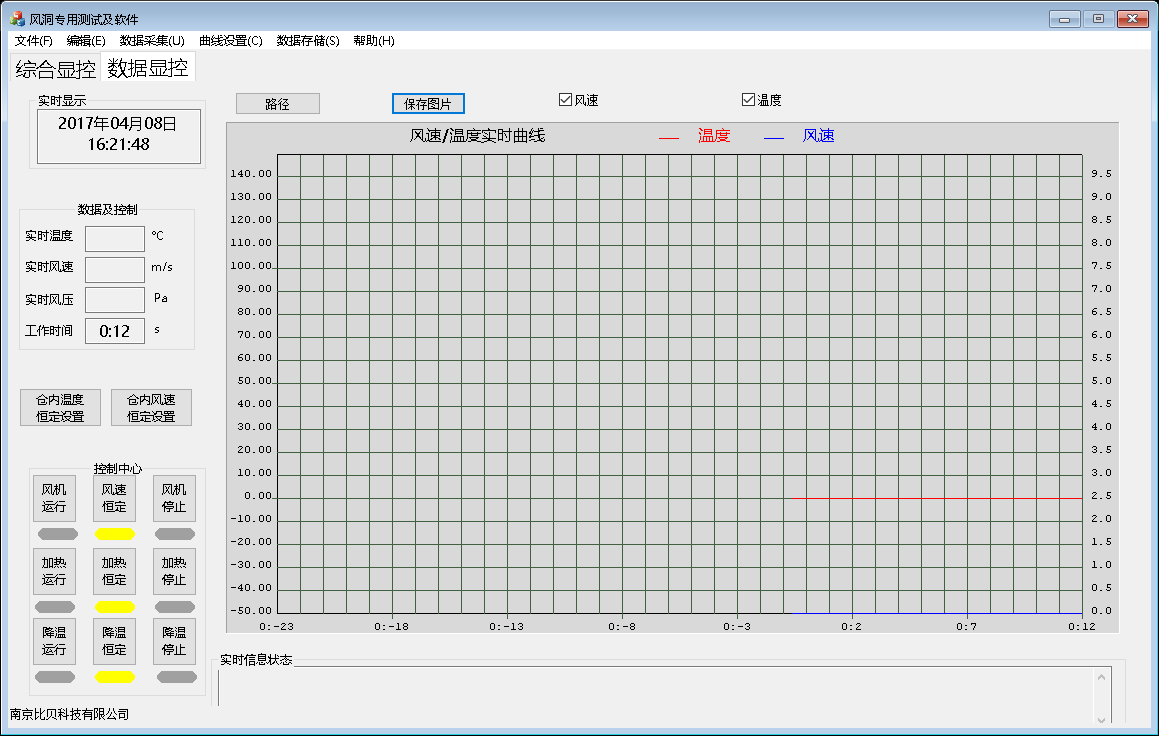 风洞专用测试及软件
文件(F) 编辑(E) 数据采集(U) 曲线设置(C) 数据存储(S) 帮助(H)
综合显控 数据显控
实时显示
2017年04月08日
16:21:48
路径 保存图片 风速 温度
风速/温度实时曲线 温度 风速
140.00 9.5
130.00 9.0
120.00 8.5
110.00 8.0
100.00 7.5
90.00 7.0
80.00 6.5
70.00 6.0
60.00 5.5
50.00 5.0
40.00 4.5
30.00 4.0
20.00 3.5
10.00 3.0
0.00 2.5
-10.00 2.0
-20.00 1.5
-30.00 1.0
-40.00 0.5
-50.00 0.0
0:-23 0:-18 0:-13 0:-8 0:-3 0:2 0:7 0:12
数据及控制
实时温度 ℃
实时风速 m/s
实时风压 Pa
工作时间 0:12 s
仓内温度
恒定设置
仓内风速
恒定设置
控制中心
风机
运行
风速
恒定
风机
停止
加热
运行
加热
恒定
加热
停止
降温
运行
降温
恒定
降温
停止
实时信息状态
南京比贝科技有限公司